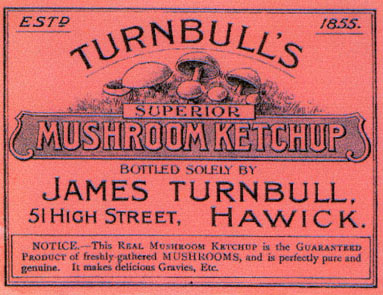 ESTD 1855.
TURNBULL'S
SUPERIOR
MUSHROOM KETCHUP
BOTTLED SOLELY BY
JAMES TURNBULL,
51 HIGH STREET, HAWICK.
NOTICE.—This REAL MUSHROOM KETCHUP is the GUARANTEED
PRODUCT of freshly-gathered MUSHROOMS, and is perfectly pure and
genuine. It makes delicious Gravies, Etc.